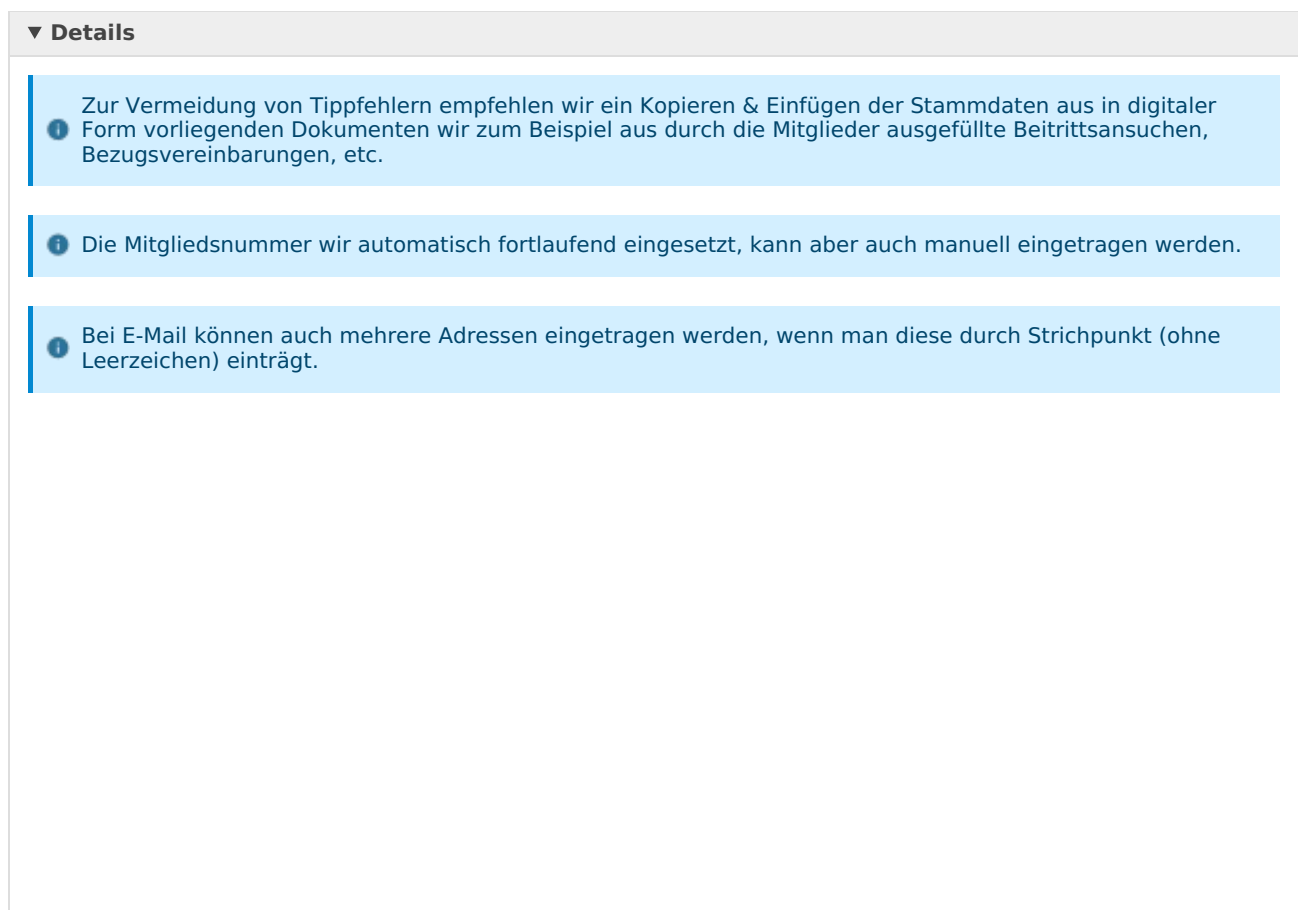 Details
Zur Vermeidung von Tippfehlern empfehlen wir ein Kopieren & Einfügen der Stammdaten aus in digitaler
Form vorliegenden Dokumenten wir zum Beispiel aus durch die Mitglieder ausgefüllte Beitrittsansuchen,
Bezugsvereinbarungen, etc.
Die Mitgliedsnummer wir automatisch fortlaufend eingesetzt, kann aber auch manuell eingetragen werden.
Bei E-Mail können auch mehrere Adressen eingetragen werden, wenn man diese durch Strichpunkt (ohne
Leerzeichen) einträgt.